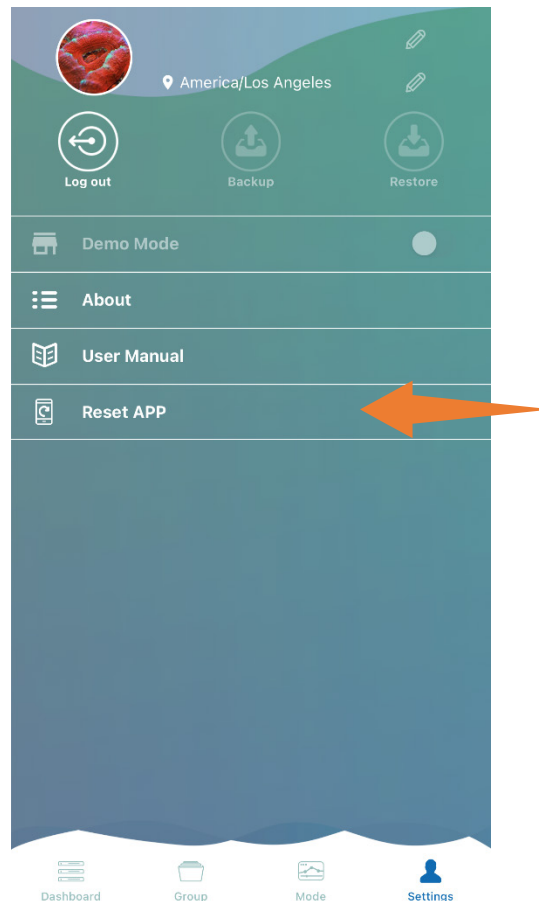 America/Los Angeles
Log out Backup Restore
Demo Mode
About
User Manual
Reset APP
Dashboard Group Mode Settings